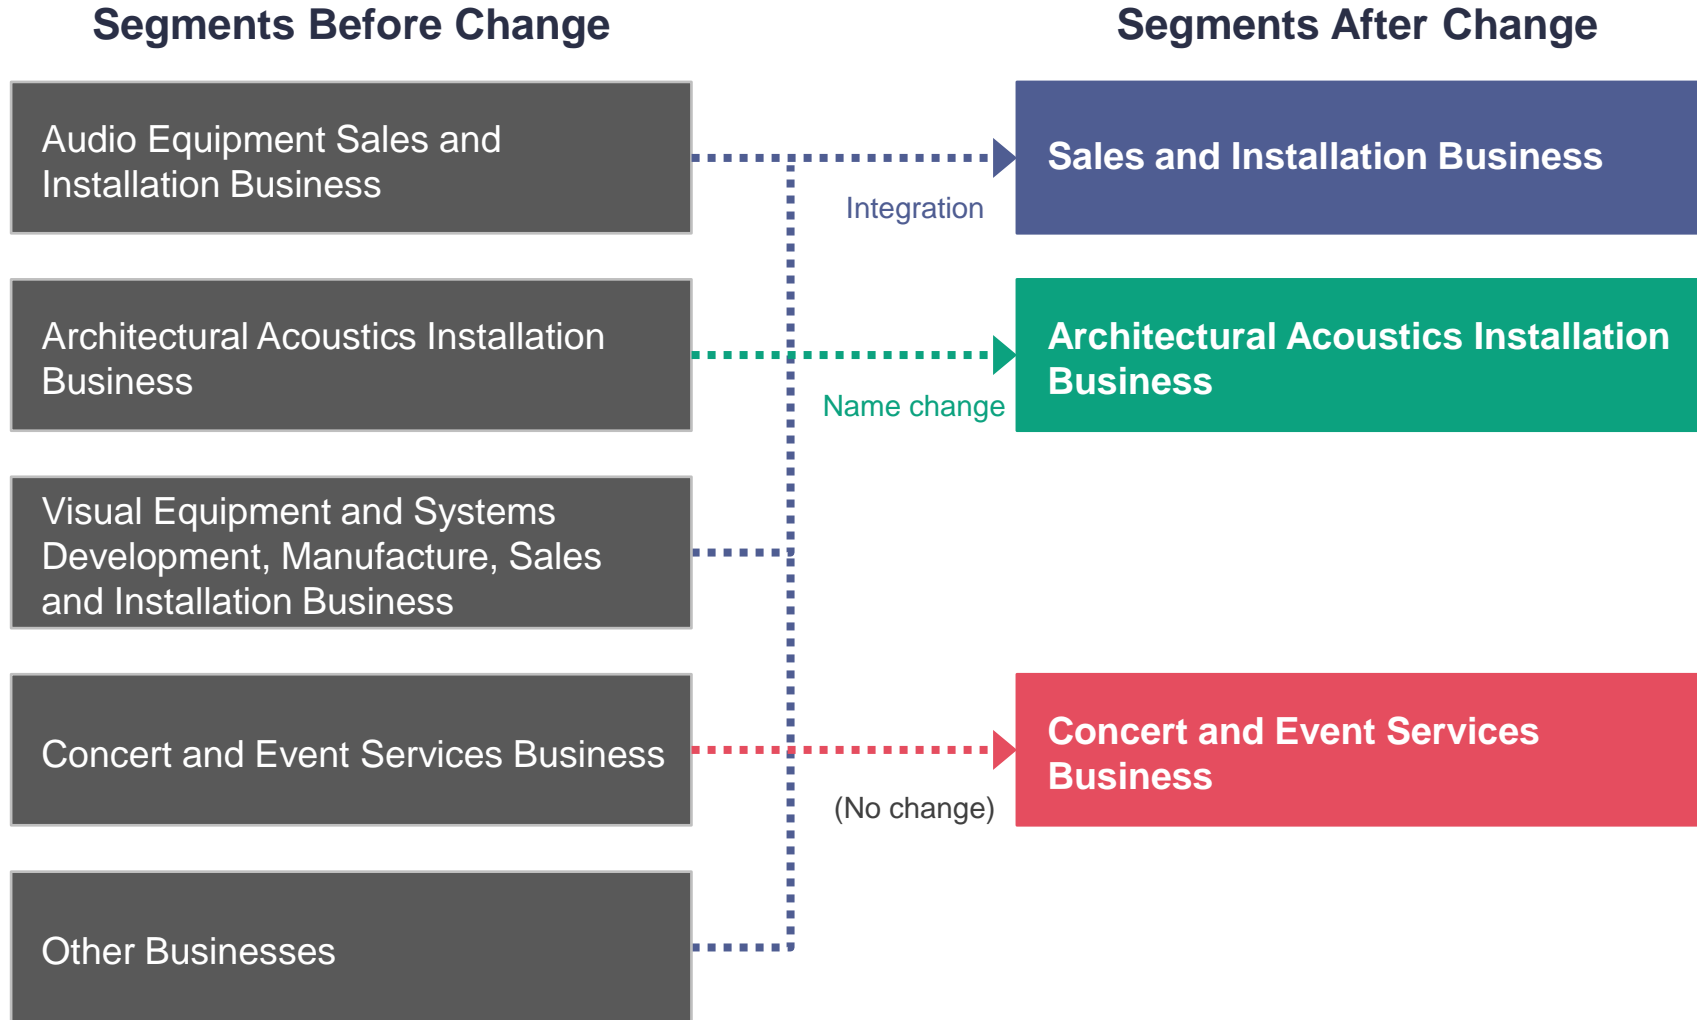 Segments Before Change
Segments After Change
Audio Equipment Sales and
Installation Business
Integration
Sales and Installation Business
Architectural Acoustics Installation
Business
Name change
Architectural Acoustics Installation
Business
Visual Equipment and Systems
Development, Manufacture, Sales
and Installation Business
Concert and Event Services Business
(No change)
Concert and Event Services
Business
Other Businesses